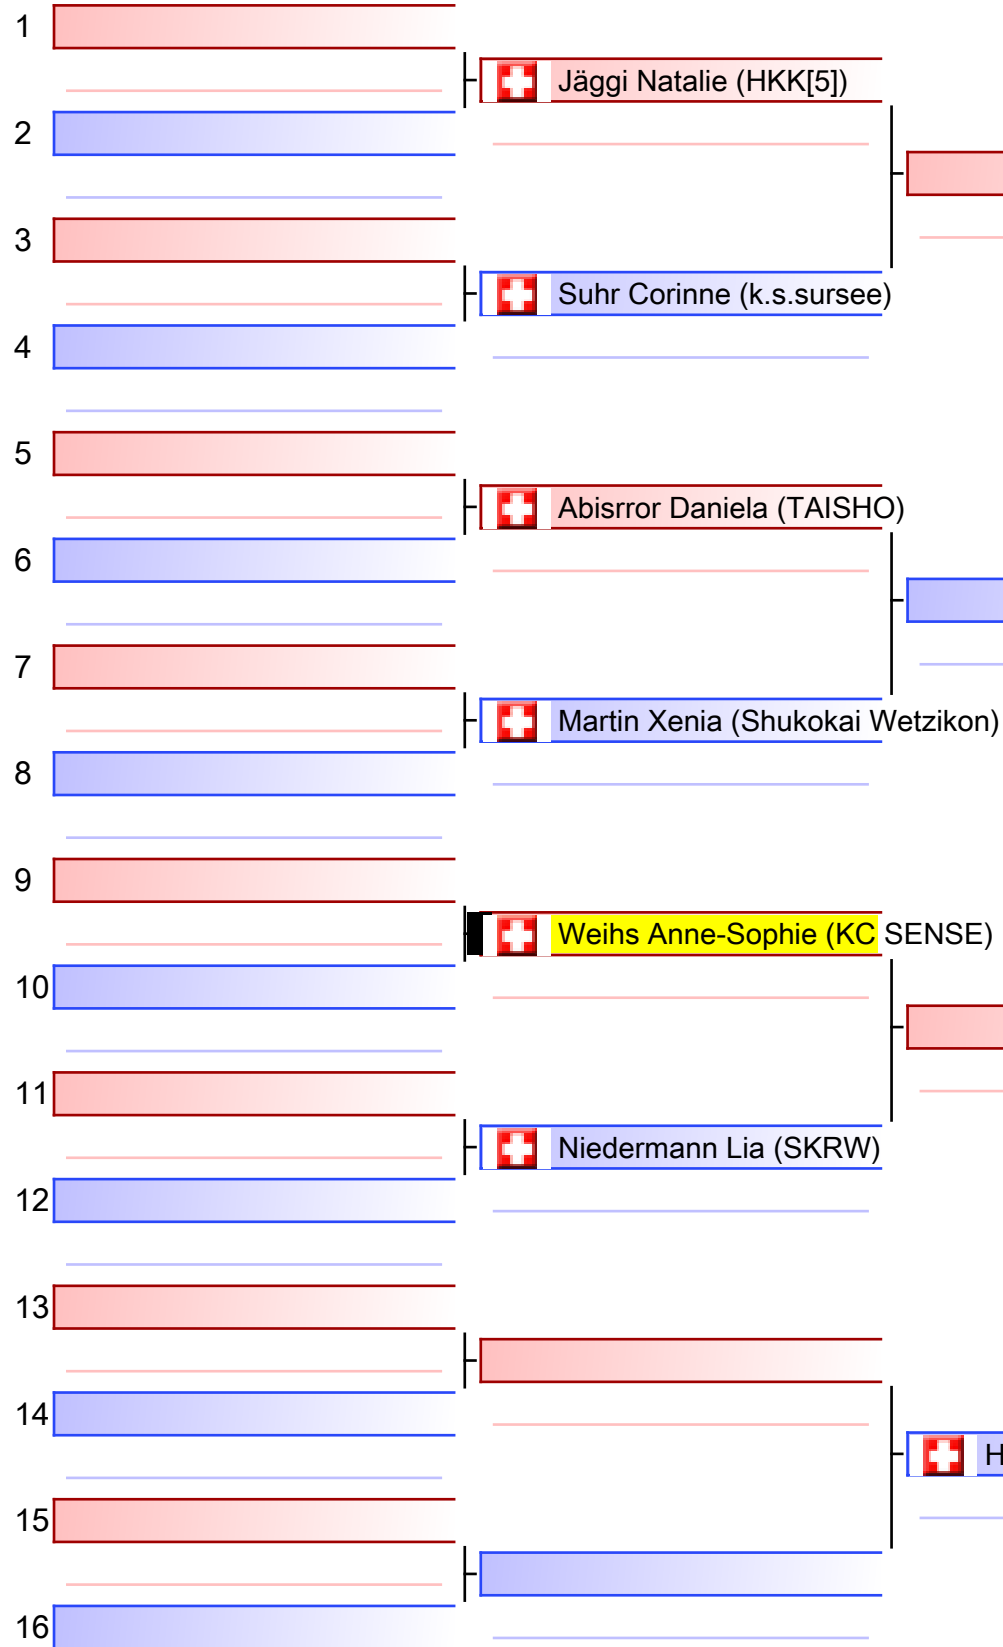 1
Jäggi Natalie (HKK[5])
2
3
Suhr Corinne (k.s.sursee)
4
5
Abisrror Daniela (TAISHO)
6
7
Martin Xenia (Shukokai Wetzikon)
8
9
Weihs Anne-Sophie (KC SENSE)
10
11
Niedermann Lia (SKRW)
12
13
14
H
15
16